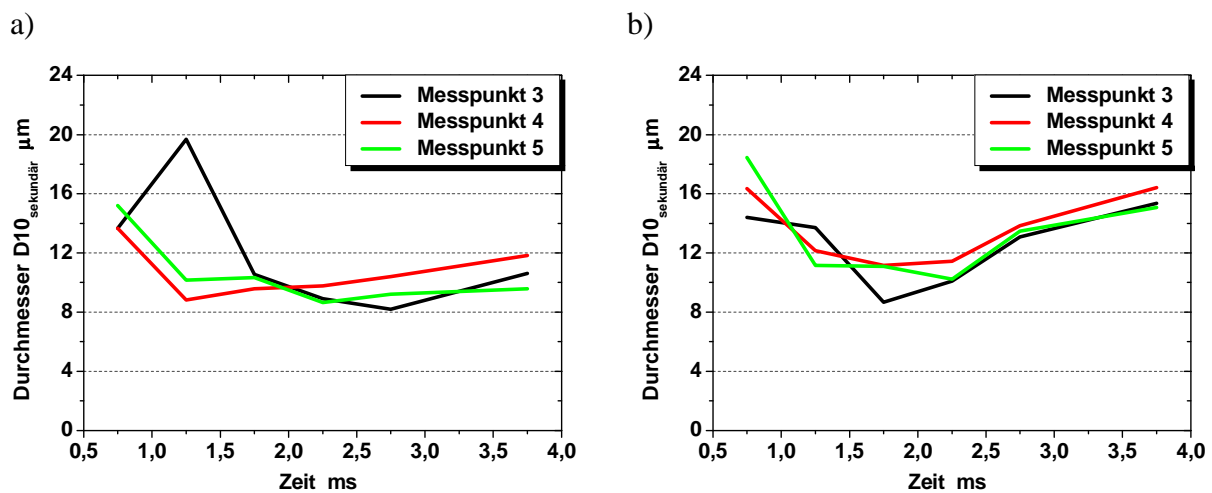 a)
Durchmesser D10sekundär µm
24
20
16
12
8
4
0
Messpunkt 3
Messpunkt 4
Messpunkt 5
0,5 1,0 1,5 2,0 2,5 3,0 3,5 4,0
Zeit ms
b)
Durchmesser D10sekundär µm
24
20
16
12
8
4
0
Messpunkt 3
Messpunkt 4
Messpunkt 5
0,5 1,0 1,5 2,0 2,5 3,0 3,5 4,0
Zeit ms